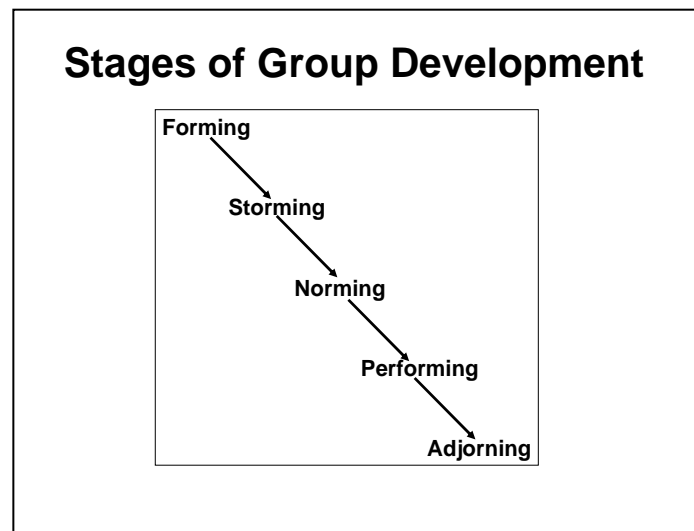 Stages of Group Development
Forming
Storming
Norming
Performing
Adjorning